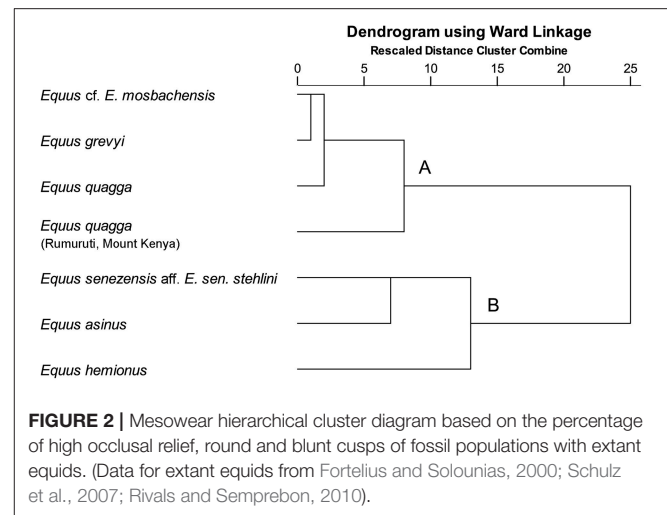 Dendrogram using Ward Linkage
Rescaled Distance Cluster Combine
0 5 10 15 20 25
Equus cf. E. mosbachensis
Equus grevyi
A
Equus quagga
Equus quagga
(Rumuruti, Mount Kenya)
Equus senezensis aff. E. sen. stehlini
B
Equus asinus
Equus hemionus
FIGURE 2 | Mesowear hierarchical cluster diagram based on the percentage
of high occlusal relief, round and blunt cusps of fossil populations with extant
equids. (Data for extant equids from Fortelius and Solounias, 2000; Schulz
et al., 2007; Rivals and Semprebon, 2010).